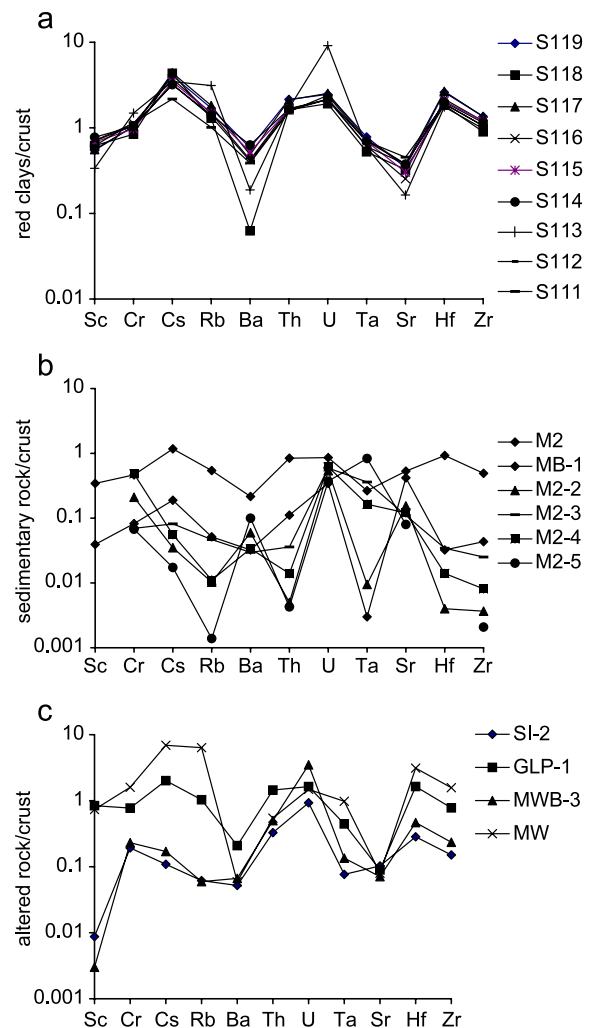 a
10
1
0.1
0.01
red clays/crust
Sc Cr Cs Rb Ba Th U Ta Sr Hf Zr
S119
S118
S117
S116
S115
S114
S113
S112
S111
b
10
1
0.1
0.01
0.001
sedimentary rock/crust
Sc Cr Cs Rb Ba Th U Ta Sr Hf Zr
M2
MB-1
M2-2
M2-3
M2-4
M2-5
c
10
1
0.1
0.01
0.001
altered rock/crust
Sc Cr Cs Rb Ba Th U Ta Sr Hf Zr
SI-2
GLP-1
MWB-3
MW